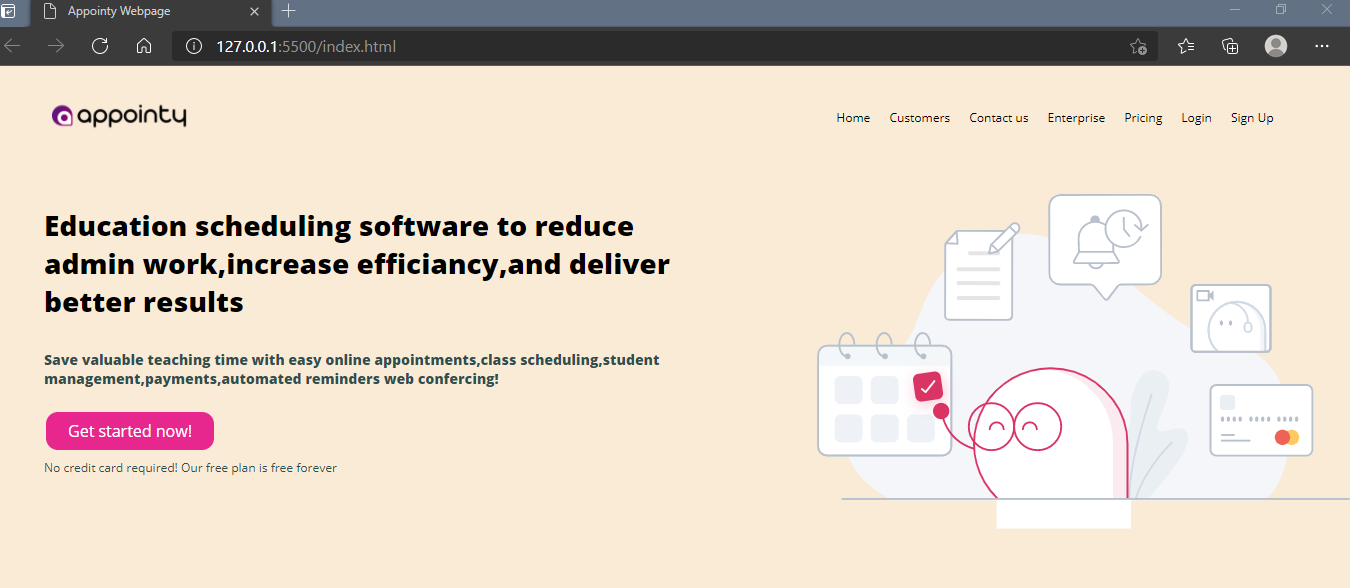 Appointy Webpage
127.0.0.1:5500/index.html
appointy
Home Customers Contact us Enterprise Pricing Login Sign Up
Education scheduling software to reduce
admin work,increase efficiancy,and deliver
better results
Save valuable teaching time with easy online appointments,class scheduling,student
management,payments,automated reminders web confercing!
Get started now!
No credit card required! Our free plan is free forever